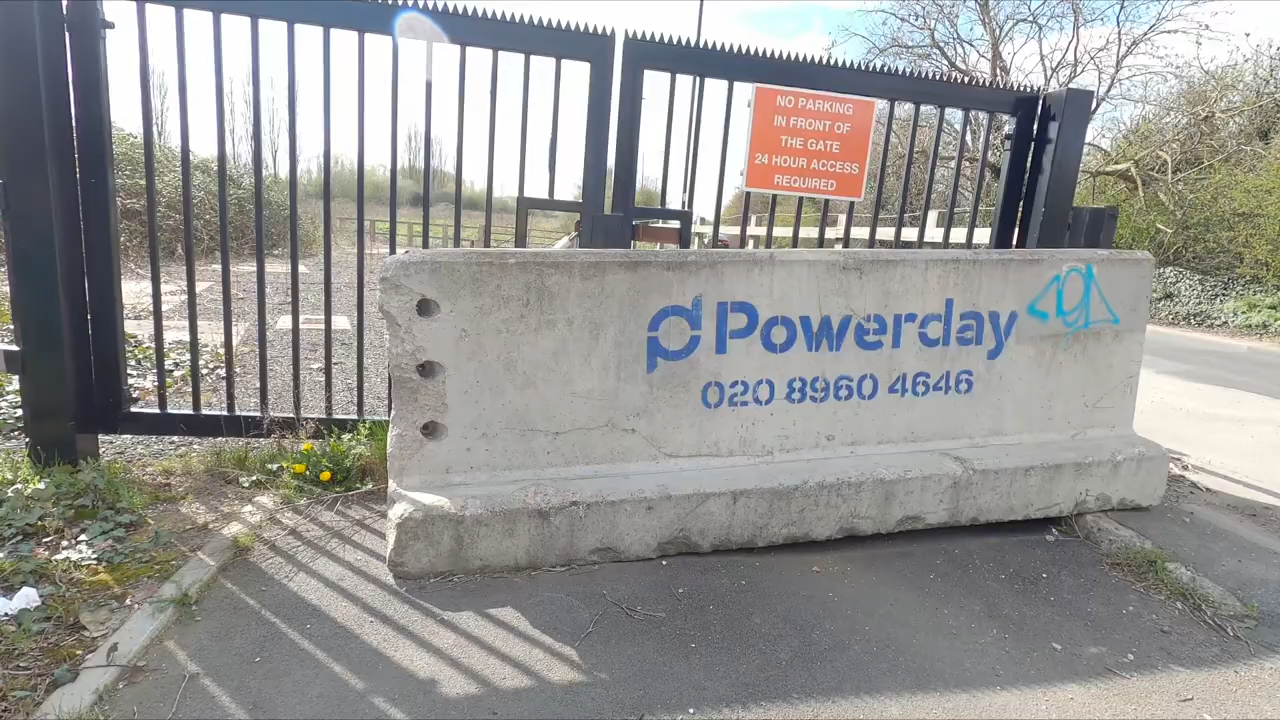 NO PARKING
IN FRONT OF
THE GATE
24 HOUR ACCESS
REQUIRED
Powerday
020 8960 4646